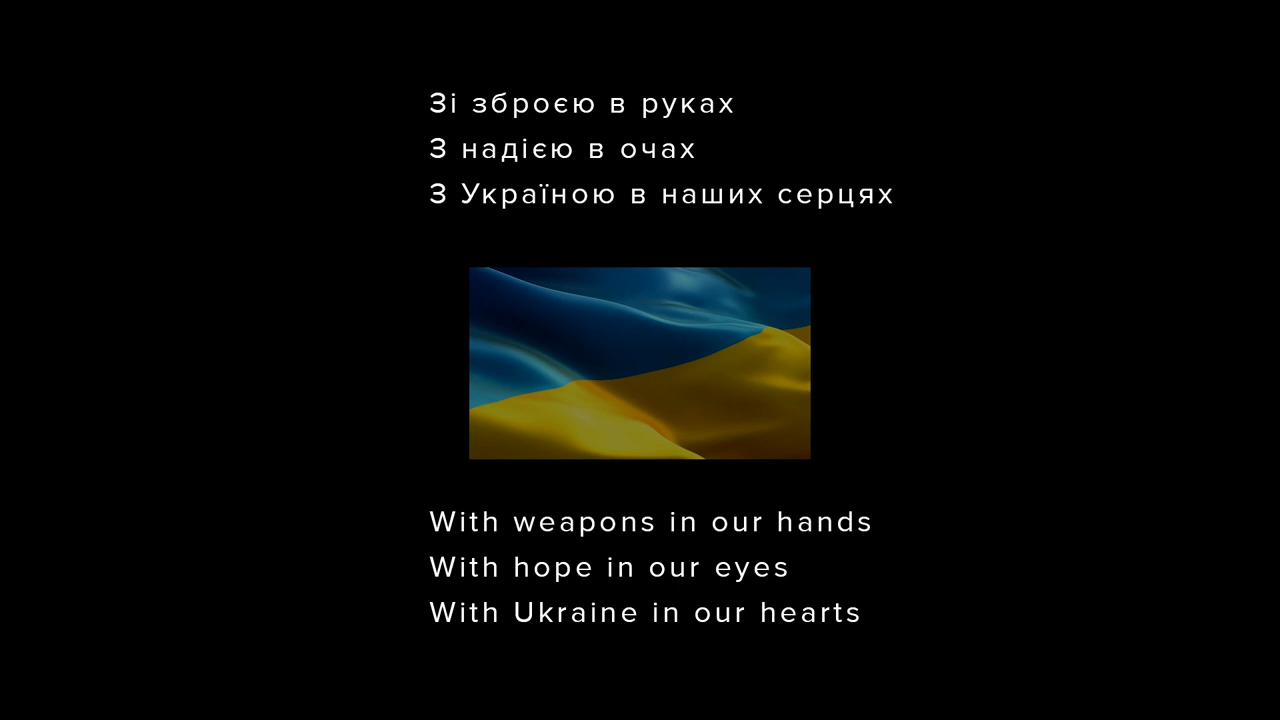 Зі зброєю в руках
З надією в очах
З Україною в наших серцях
With weapons in our hands
With hope in our eyes
With Ukraine in our hearts